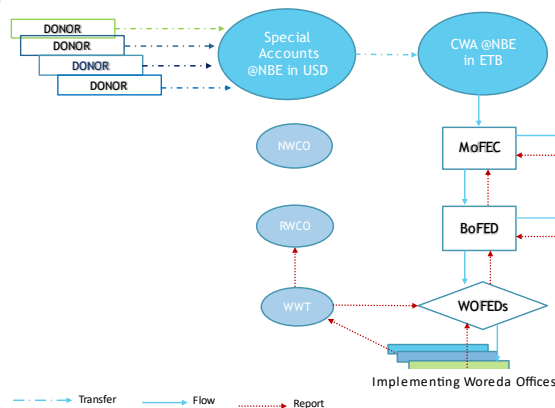 DONOR
DONOR
DONOR
DONOR
Special
Accounts
@NBE in USD
CWA @NBE
in ETB
NWCO
MoFEC
RWCO
BoFED
WWT
WOFEDs
Implementing Woreda Offices
Transfer
Flow
Report